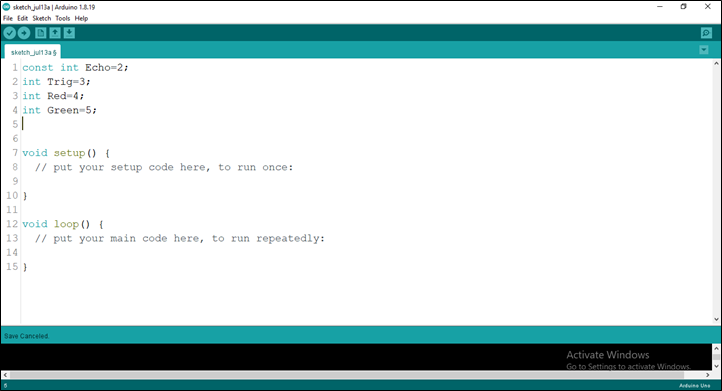 sketch_jul13a | Arduino 1.8.19
File Edit Sketch Tools Help
sketch_jul13a §
1 const int Echo=2;
2 int Trig=3;
3 int Red=4;
4 int Green=5;
5
6
7 void setup() {
8 // put your setup code here, to run once:
9
10 }
11
12 void loop() {
13 // put your main code here, to run repeatedly:
14
15 }
Save Canceled.
Activate Windows
Go to Settings to activate Windows.
5
Arduino Uno